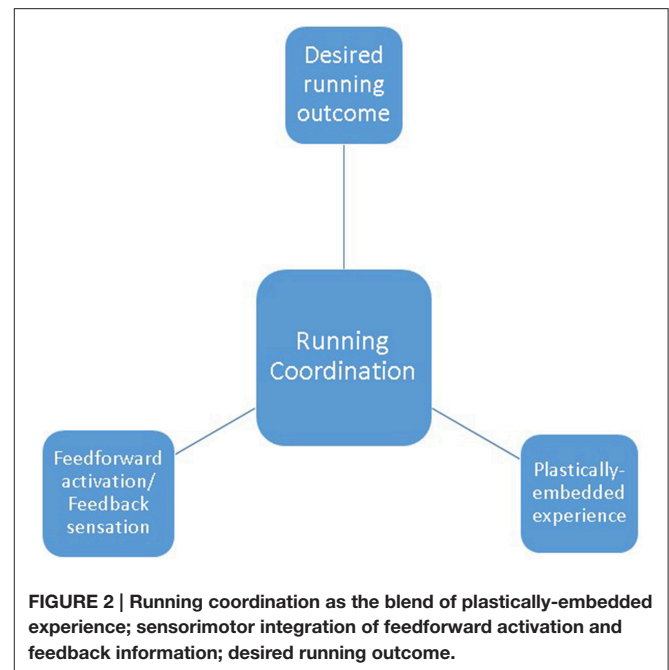 Desired
running
outcome
Running
Coordination
Feedforward
activation/
Feedback
sensation
Plastically-
embedded
experience
FIGURE 2 | Running coordination as the blend of plastically-embedded
experience; sensorimotor integration of feedforward activation and
feedback information; desired running outcome.